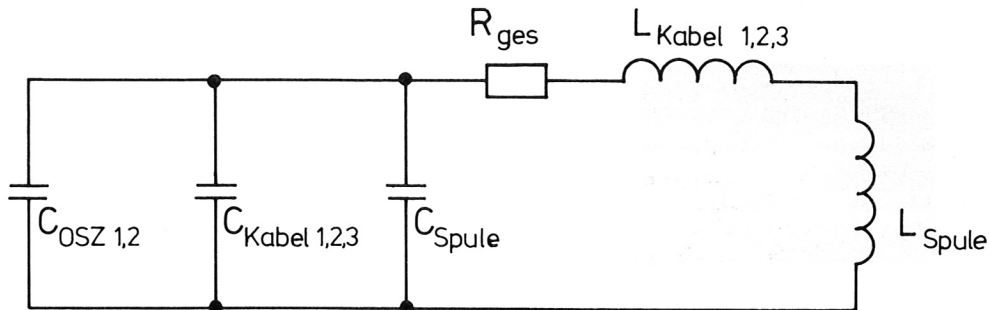 R ges
L Kabel 1,2,3
C OSZ 1,2
C Kabel 1,2,3
C Spule
L Spule